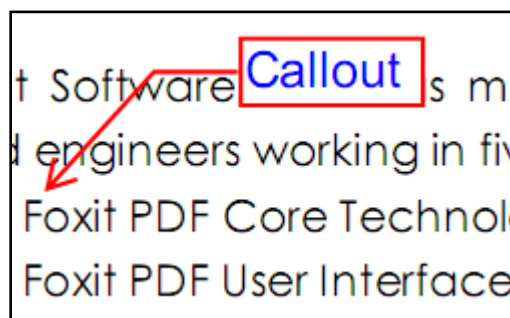 t Software Callout s m
d engineers working in fiv
Foxit PDF Core Technolo
Foxit PDF User Interface